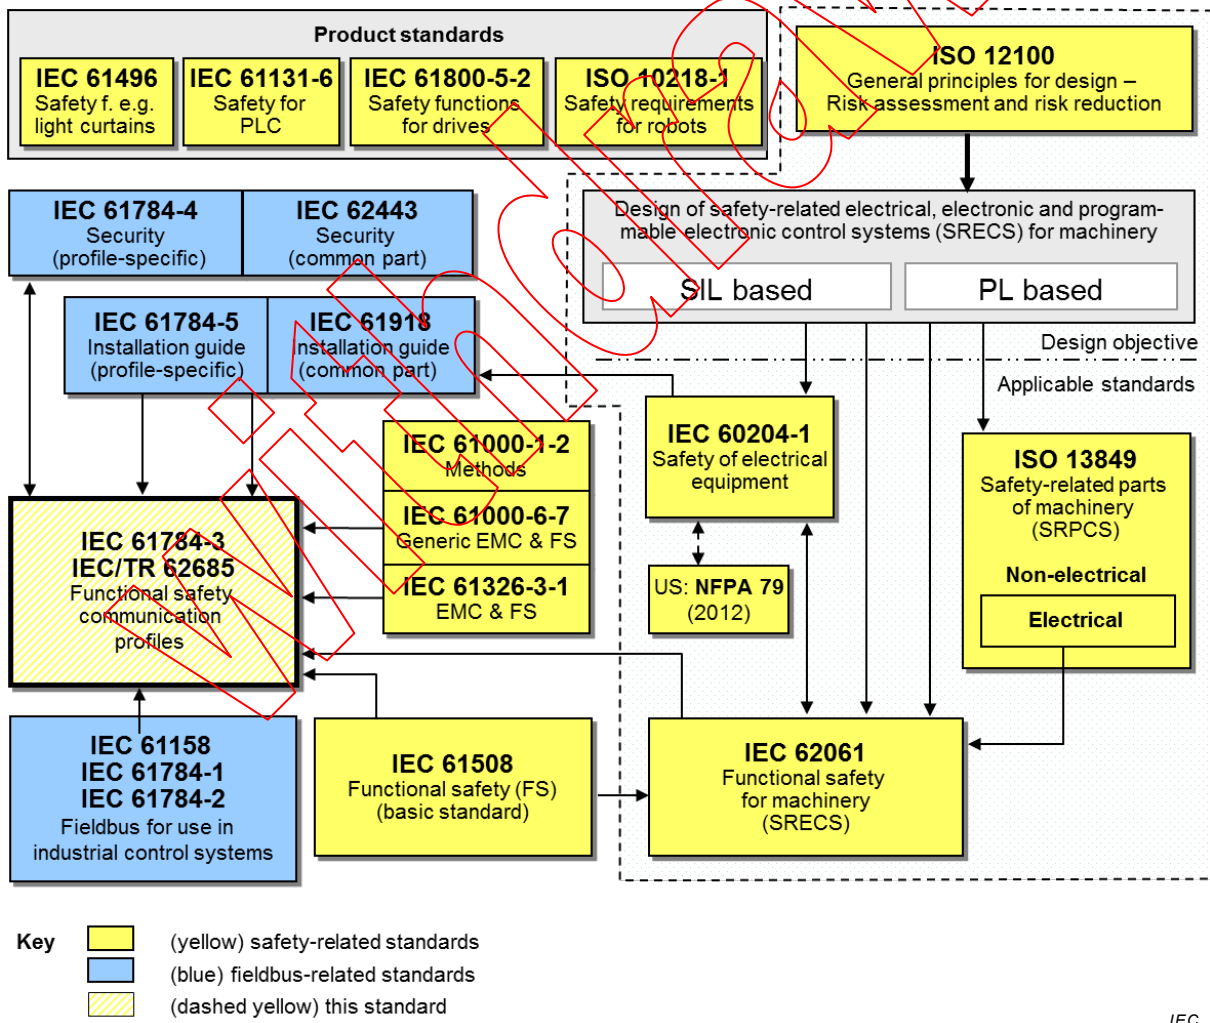 Product standards
IEC 61496
Safety f. e.g.
light curtains
IEC 61131-6
Safety for
PLC
IEC 61800-5-2
Safety functions
for drives
ISO 10218-1
Safety requirements
for robots
ISO 12100
General principles for design –
Risk assessment and risk reduction
IEC 61784-4
Security
(profile-specific)
IEC 62443
Security
(common part)
Design of safety-related electrical, electronic and program-
mable electronic control systems (SRECS) for machinery
SIL based
PL based
IEC 61784-5
Installation guide
(profile-specific)
IEC 61918
Installation guide
(common part)
Design objective
Applicable standards
IEC 61000-1-2
Methods
IEC 61000-6-7
Generic EMC & FS
IEC 61326-3-1
EMC & FS
IEC 60204-1
Safety of electrical
equipment
US: NFPA 79
(2012)
ISO 13849
Safety-related parts
of machinery
(SRPCS)
Non-electrical
Electrical
IEC 61784-3
IEC/TR 62685
Functional safety
communication
profiles
IEC 61158
IEC 61784-1
IEC 61784-2
Fieldbus for use in
industrial control systems
IEC 61508
Functional safety (FS)
(basic standard)
IEC 62061
Functional safety
for machinery
(SRECS)
Key
(yellow) safety-related standards
(blue) fieldbus-related standards
(dashed yellow) this standard
IEC